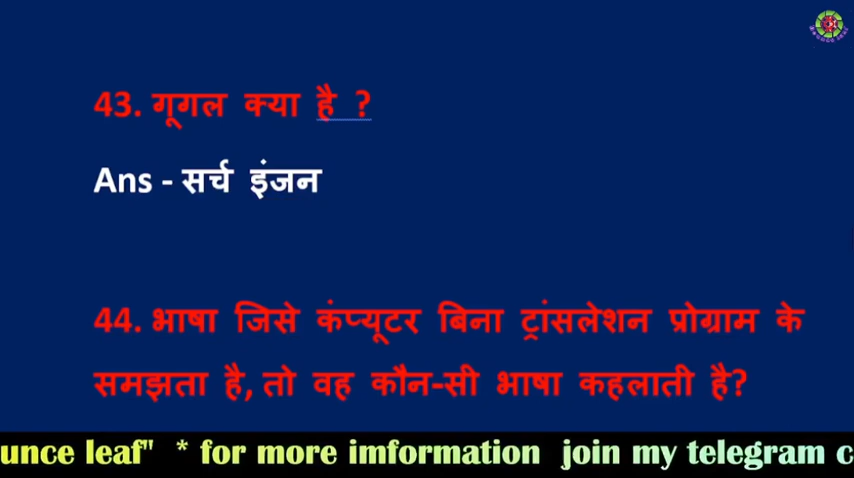 43. गूगल क्या है ?
Ans - सर्च इंजन
44. भाषा जिसे कंप्यूटर बिना ट्रांसलेशन प्रोग्राम के
समझता है, तो वह कौन-सी भाषा कहलाती है?
unce leaf" * for more imformation join my telegram c